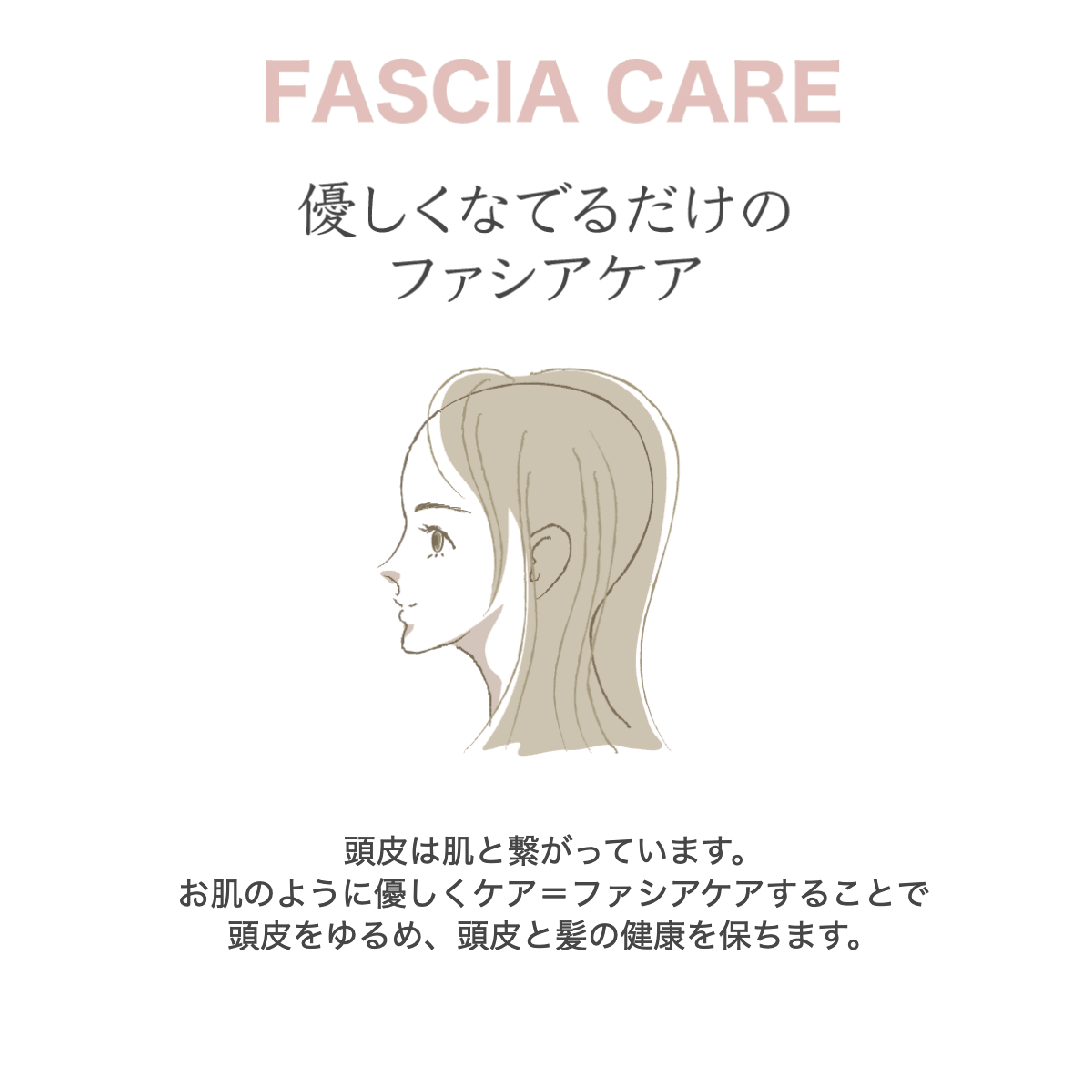 FASCIA CARE
優しくなでるだけの
ファシアケア
頭皮は肌と繋がっています。
お肌のように優しくケア＝ファシアケアすることで
頭皮をゆるめ、頭皮と髪の健康を保ちます。